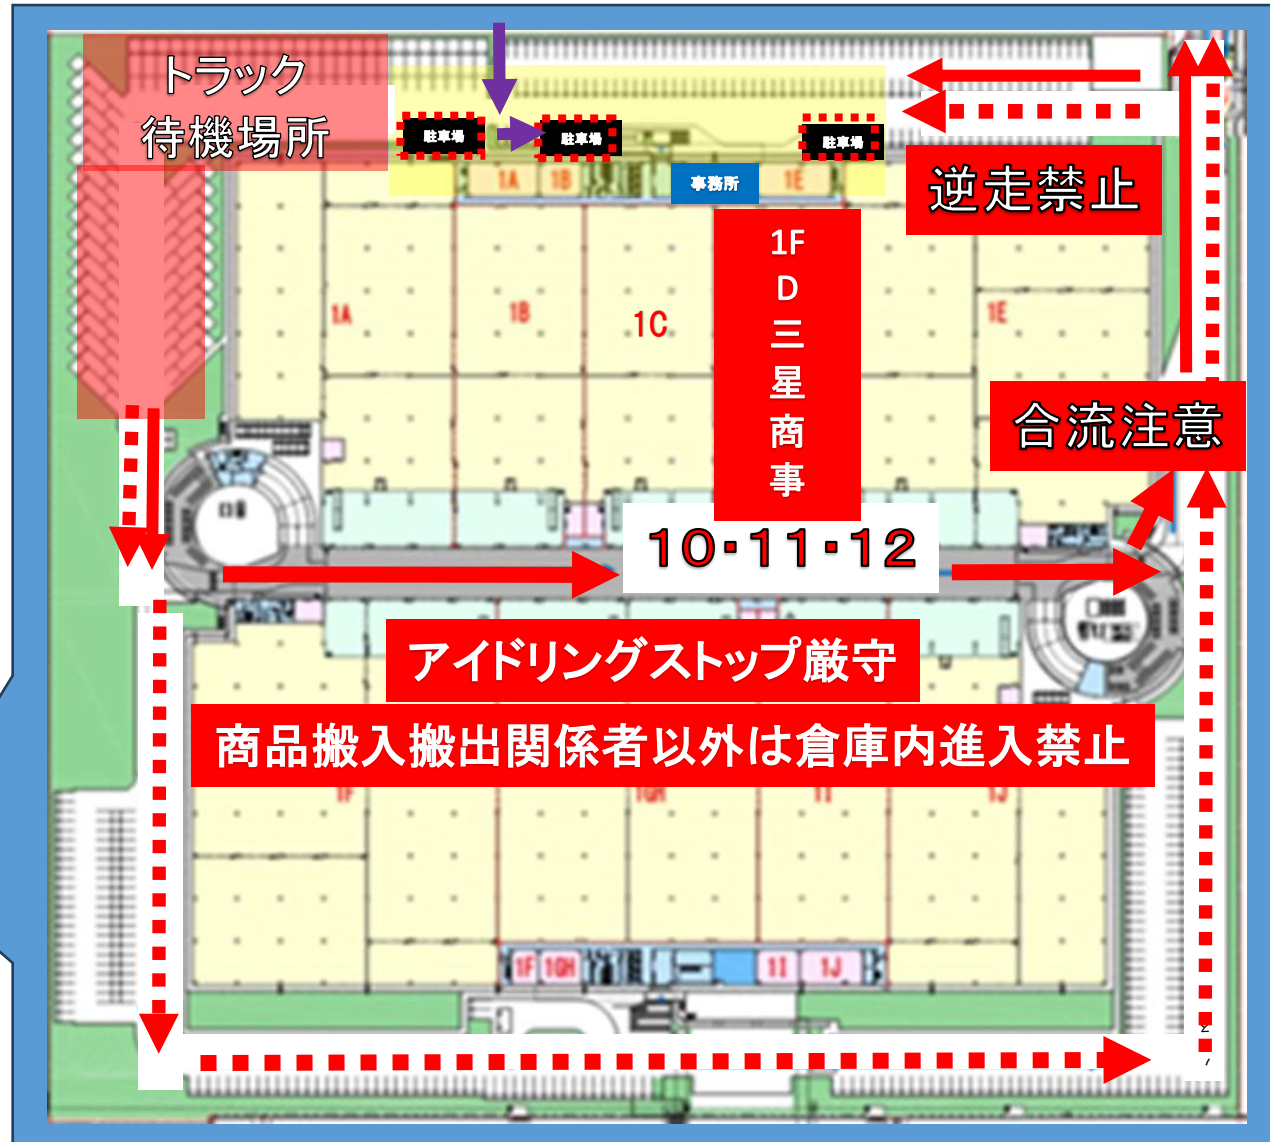 トラック
待機場所
駐車場
駐車場
駐車場
1A
1B
事務所
1E
逆走禁止
1F
D
三
星
商
事
1A
1B
1C
1E
合流注意
10・11・12
アイドリングストップ厳守
商品搬入搬出関係者以外は倉庫内進入禁止
1F
1GH
1I
1J
1F
1GH
1I
1J